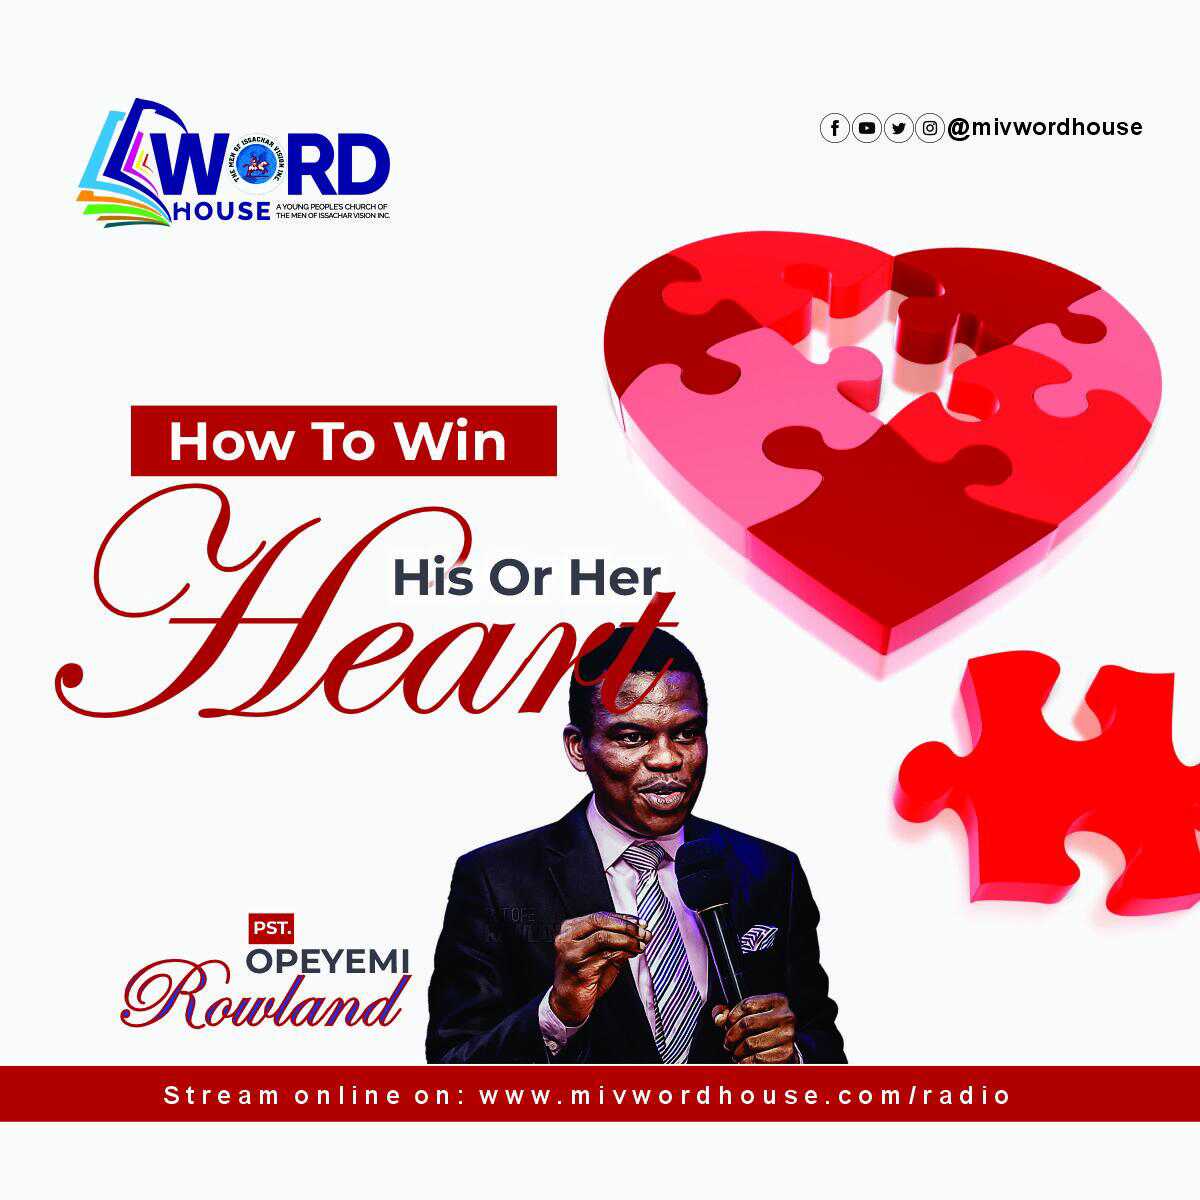 WORD
HOUSE
THE MEN OF ISSACHAR VISION INC.
A YOUNG PEOPLE'S CHURCH OF
THE MEN OF ISSACHAR VISION INC.
@mivwordhouse
How To Win
His Or Her
Heart
PST.
OPEYEMI
Rowland
Stream online on: www.mivwordhouse.com/radio